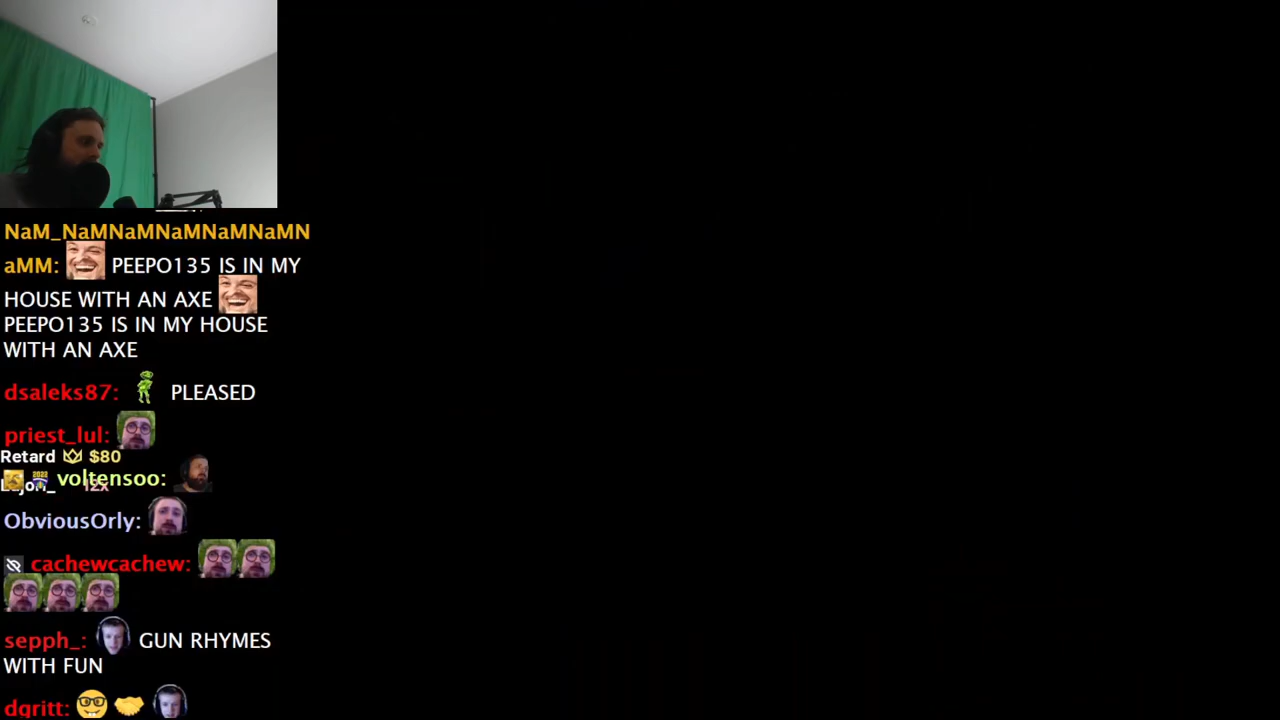 NaM_NaMNaMNaMNaMNaMN
aMM: PEEPO135 IS IN MY
HOUSE WITH AN AXE
PEEPO135 IS IN MY HOUSE
WITH AN AXE
dsaleks87: PLEASED
priest_lul:
Retard $80
voltensoo:
12x
ObviousOrly:
cachewcachew:
sepph_: GUN RHYMES
WITH FUN
dgritt: